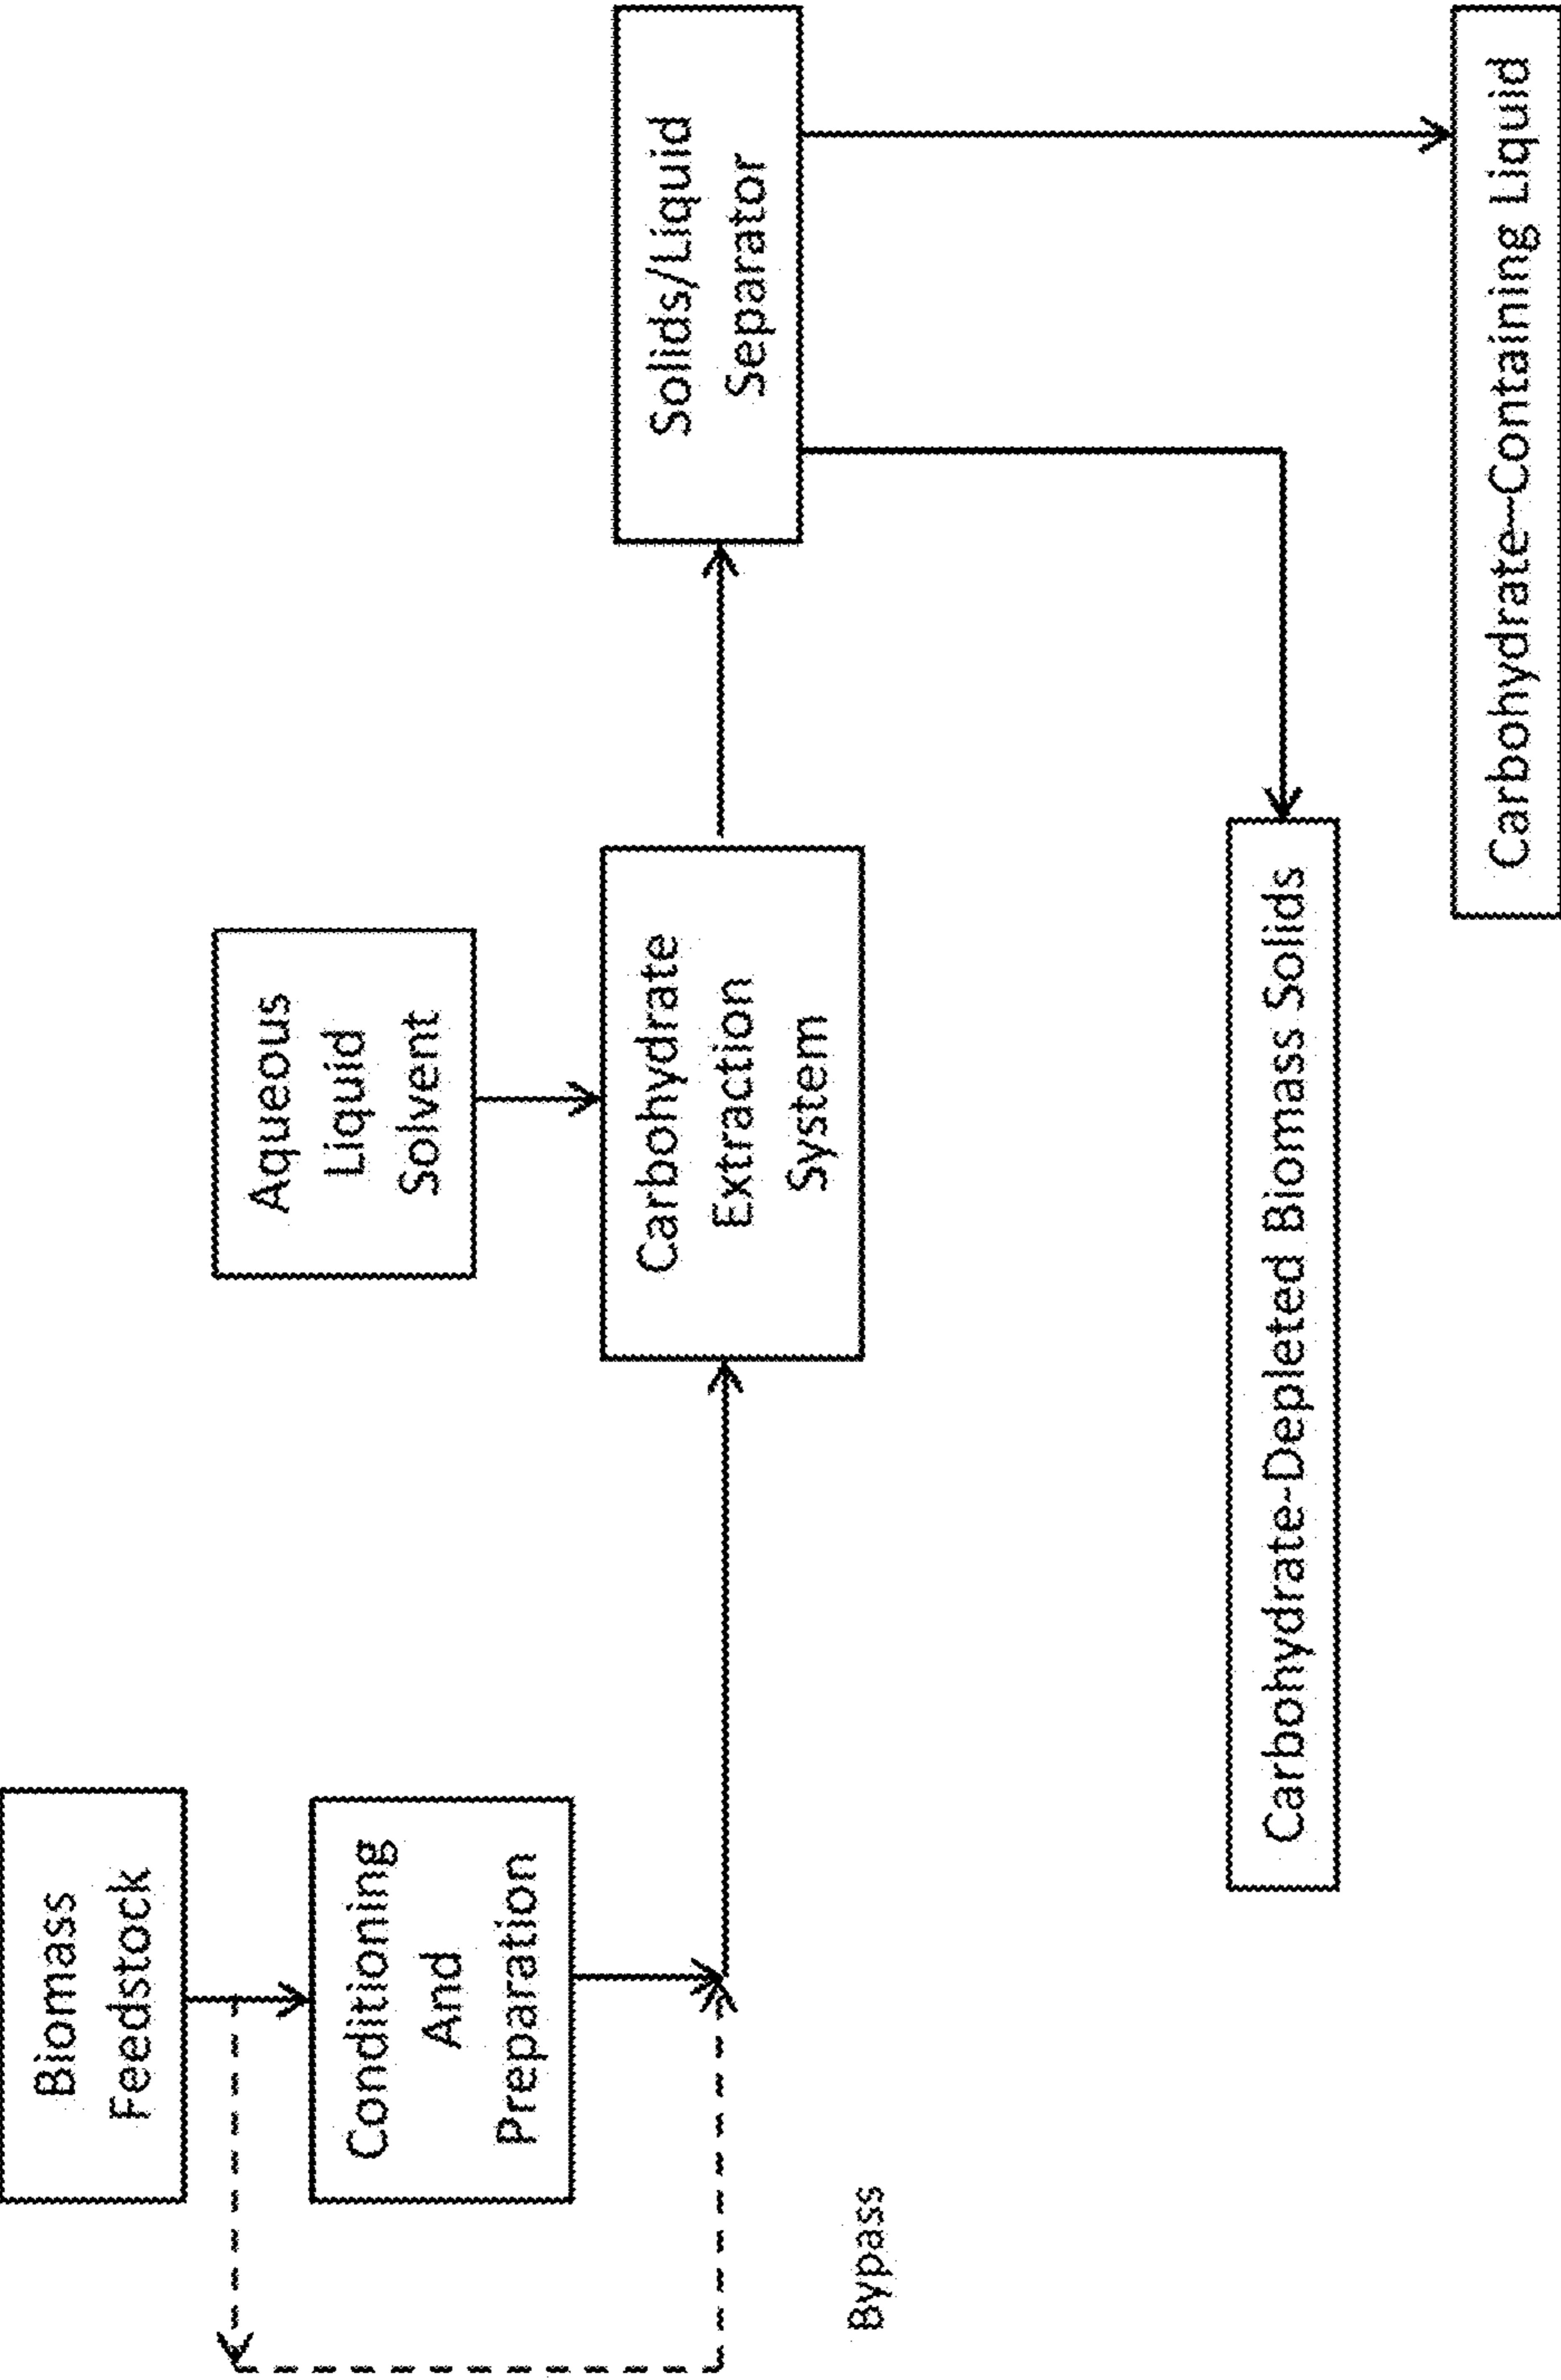 Biomass
Feedstock
Conditioning
And
Preparation
Bypass
Aqueous
Liquid
Solvent
Carbohydrate
Extraction
System
Solids/Liquid
Separator
Carbohydrate-Depleted Biomass Solids
Carbohydrate-Containing Liquid